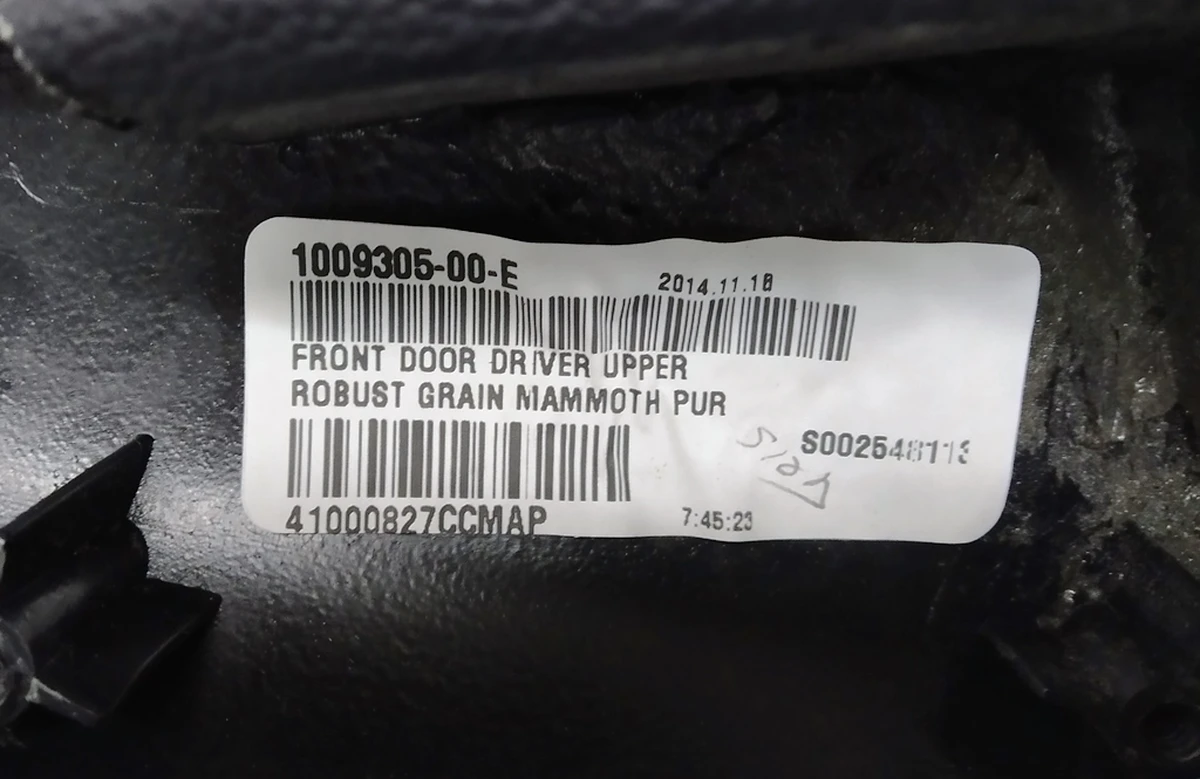 1009305-00-E
2014.11.18
FRONT DOOR DRIVER UPPER
ROBUST GRAIN MAMMOTH PUR
S002548113
41000827CCMAP
7:45:23